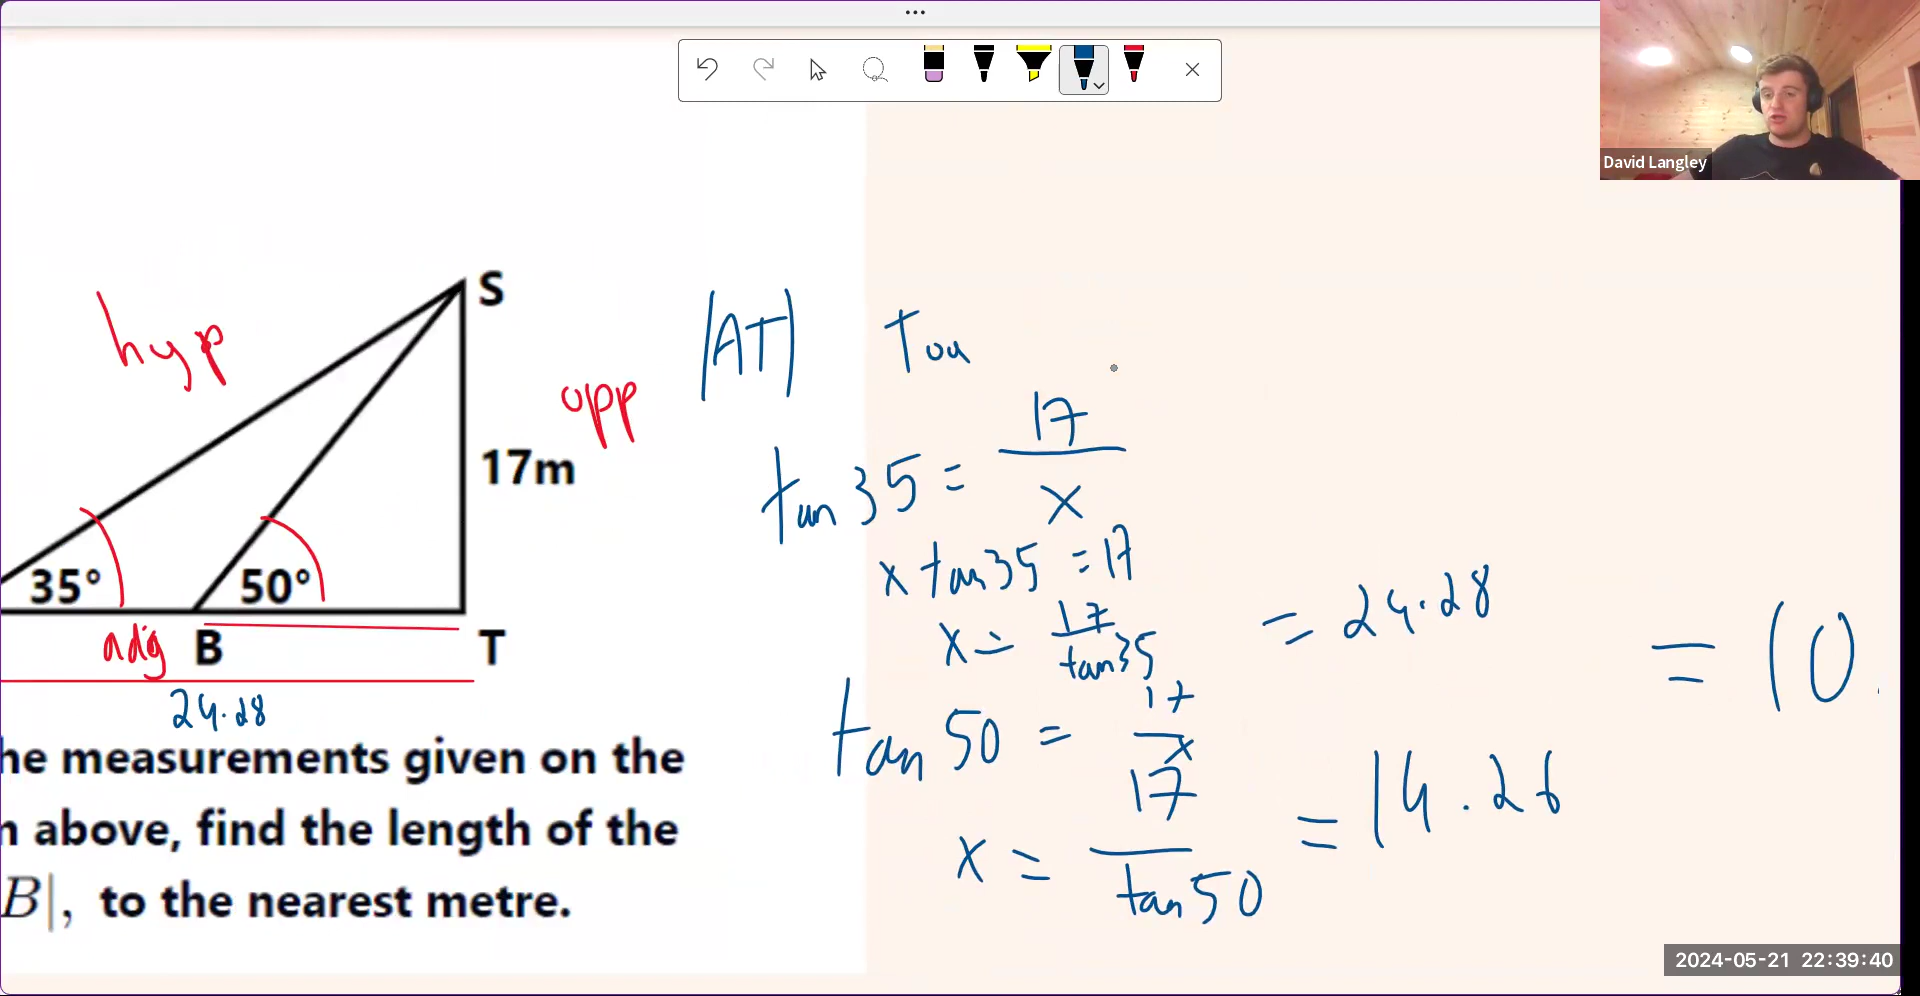 David Langley
S
hyp
opp
17m
35°
50°
adj
B
T
24.28
he measurements given on the
n above, find the length of the
B|, to the nearest metre.
|AT| Toa
tan 35 = 17/x
x tan35 = 17
x = 17/tan35 = 24.28
tan 50 = 17/x
x = 17/tan50 = 14.26
= 10.
2024-05-21 22:39:40